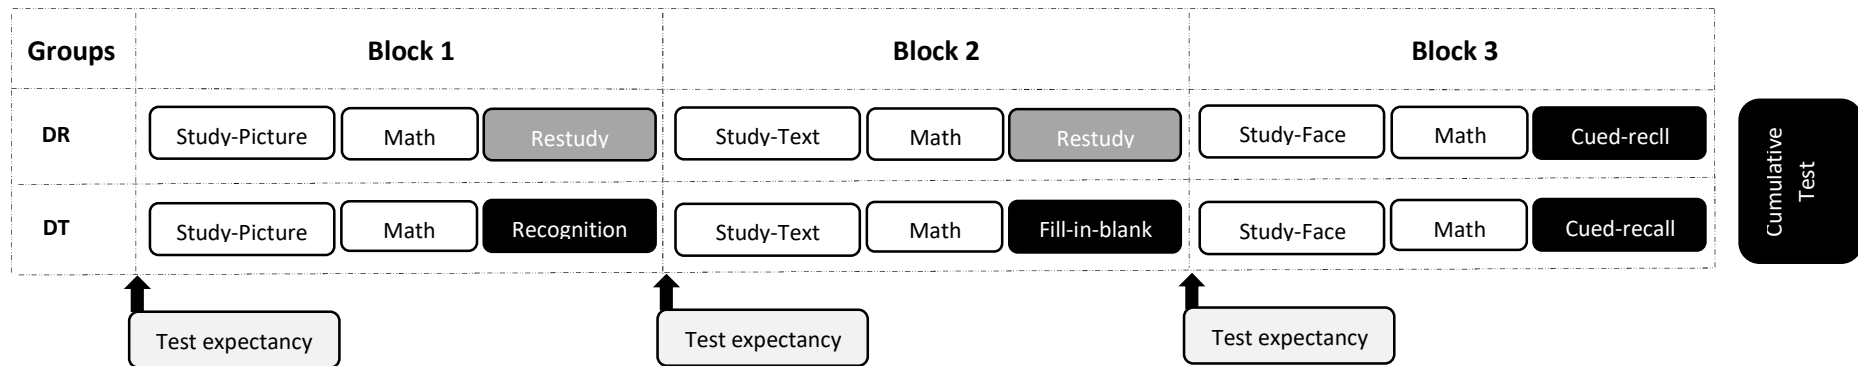 Groups
Block 1
Block 2
Block 3
DR
Study-Picture
Math
Restudy
Study-Text
Math
Restudy
Study-Face
Math
Cued-recll
DT
Study-Picture
Math
Recognition
Study-Text
Math
Fill-in-blank
Study-Face
Math
Cued-recall
Cumulative
Test
Test expectancy
Test expectancy
Test expectancy